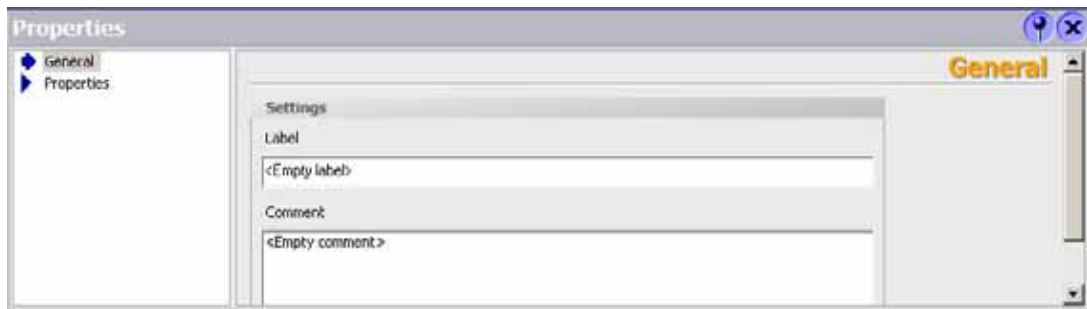 Properties
General
Properties
General
Settings
Label
<Empty label>
Comment
<Empty comment>